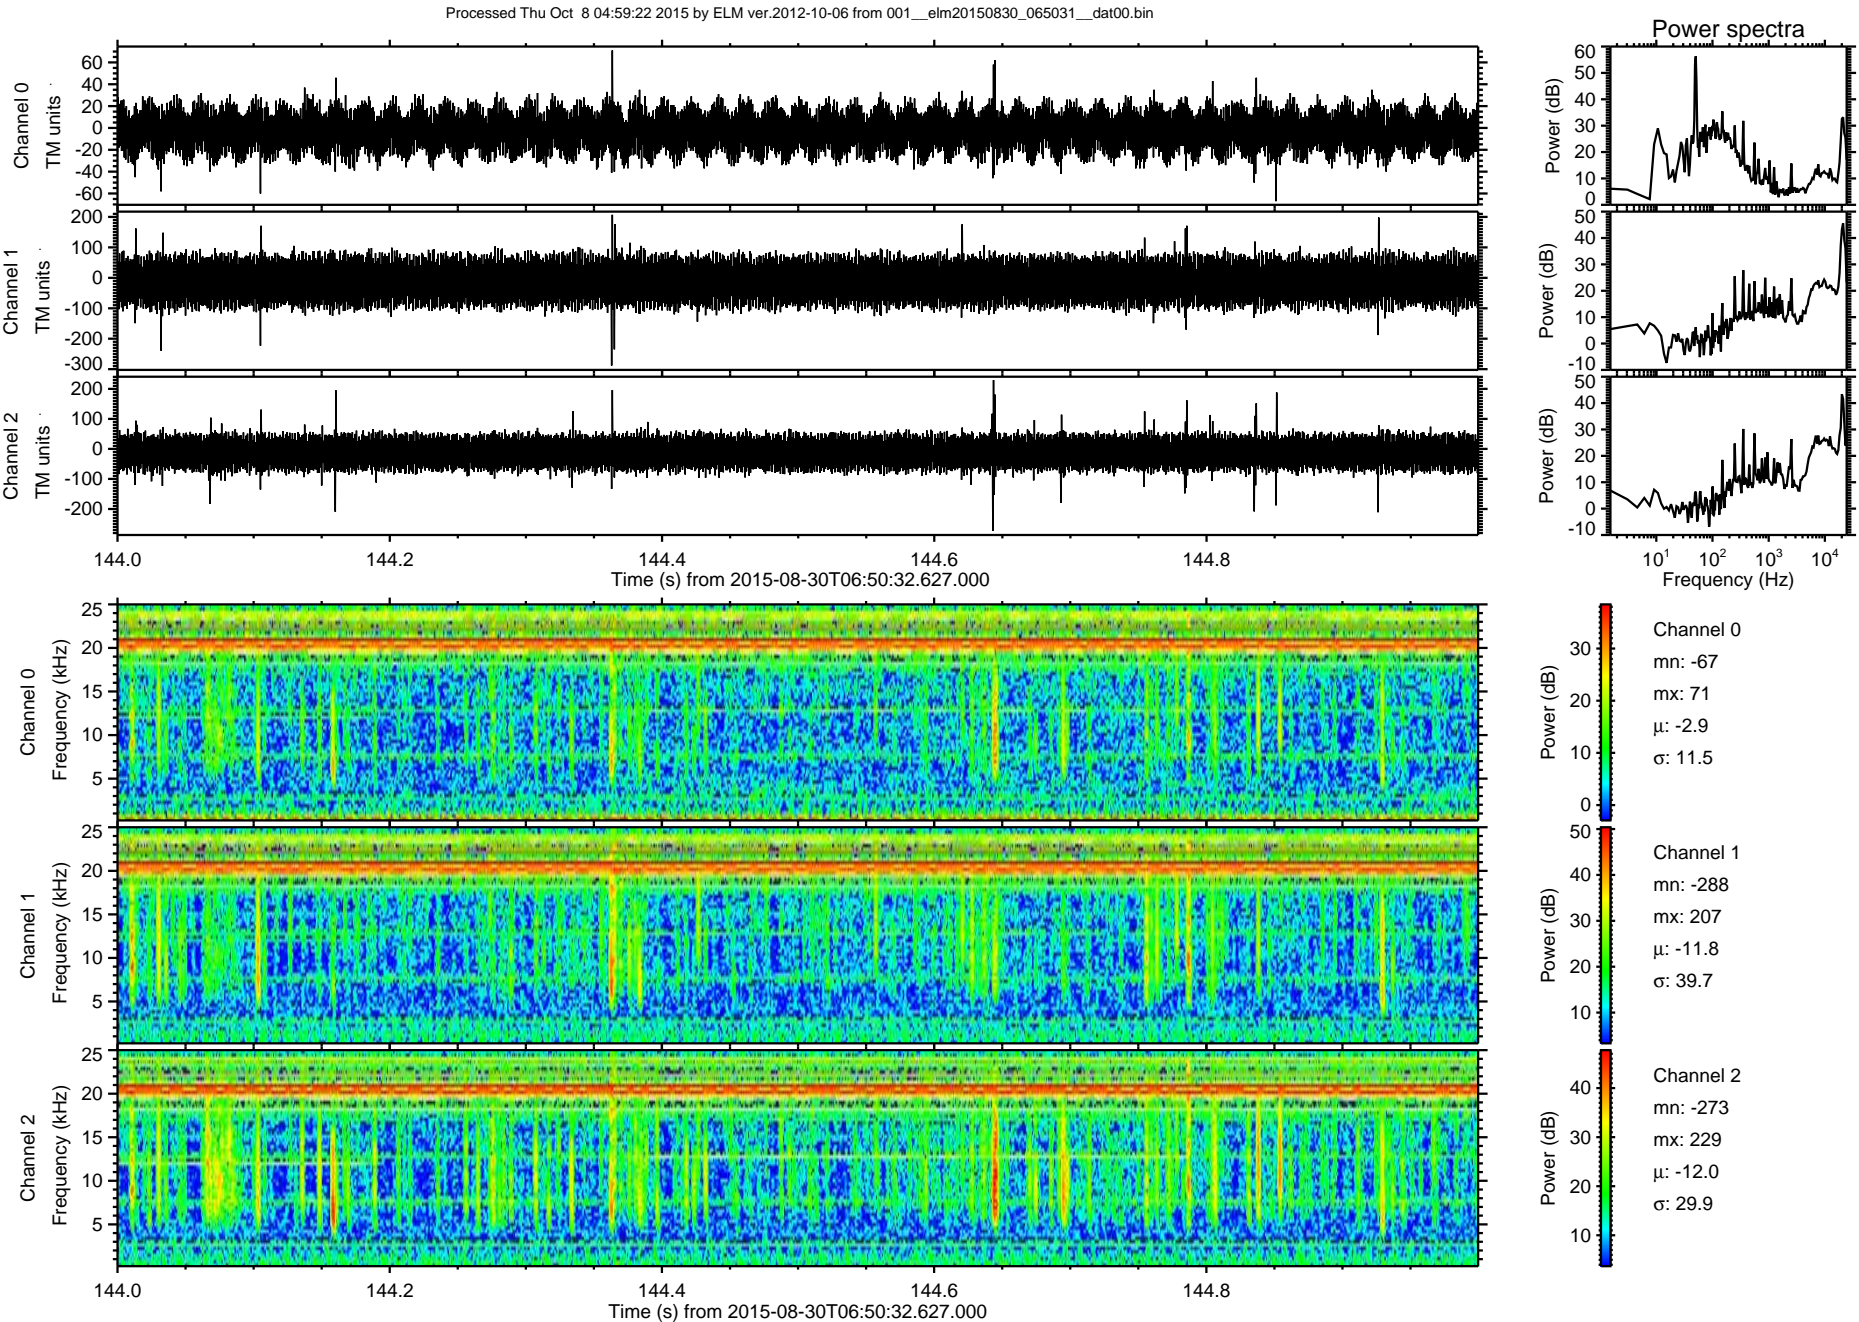 Processed Thu Oct  8 04:59:22 2015 by ELM ver.2012-10-06 from 001__elm20150830_065031__dat00.bin
Power spectra
Channel 0
TM units
60
40
20
0
-20
-40
-60
Power (dB)
60
50
40
30
20
10
0
Channel 1
TM units
200
100
0
-100
-200
-300
Power (dB)
50
40
30
20
10
0
-10
Channel 2
TM units
200
100
0
-100
-200
Power (dB)
50
40
30
20
10
0
-10
144.0 144.2 144.4 144.6 144.8
Time (s) from 2015-08-30T06:50:32.627.000
10^1 10^2 10^3 10^4
Frequency (Hz)
Channel 0
Frequency (kHz)
25
20
15
10
5
Power (dB)
30
20
10
0
Channel 0
mn: -67
mx: 71
μ: -2.9
σ: 11.5
Channel 1
Frequency (kHz)
25
20
15
10
5
Power (dB)
50
40
30
20
10
Channel 1
mn: -288
mx: 207
μ: -11.8
σ: 39.7
Channel 2
Frequency (kHz)
25
20
15
10
5
Power (dB)
40
30
20
10
Channel 2
mn: -273
mx: 229
μ: -12.0
σ: 29.9
144.0 144.2 144.4 144.6 144.8
Time (s) from 2015-08-30T06:50:32.627.000